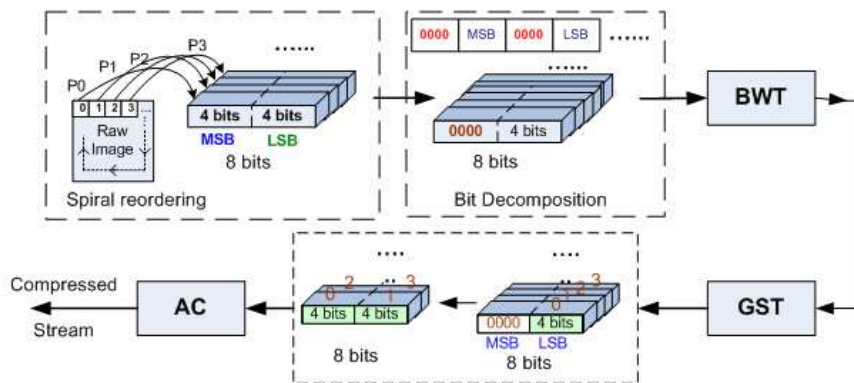 P0 P1 P2 P3 ......
0 1 2 3 ...
Raw
Image
4 bits 4 bits
MSB LSB
8 bits
Spiral reordering
0000 MSB 0000 LSB ......
......
0000 4 bits
8 bits
Bit Decomposition
BWT
GST
.... ....
0 1 2 3
0000 4 bits
MSB LSB
8 bits
0 2 1 3
4 bits 4 bits
8 bits
AC
Compressed
Stream